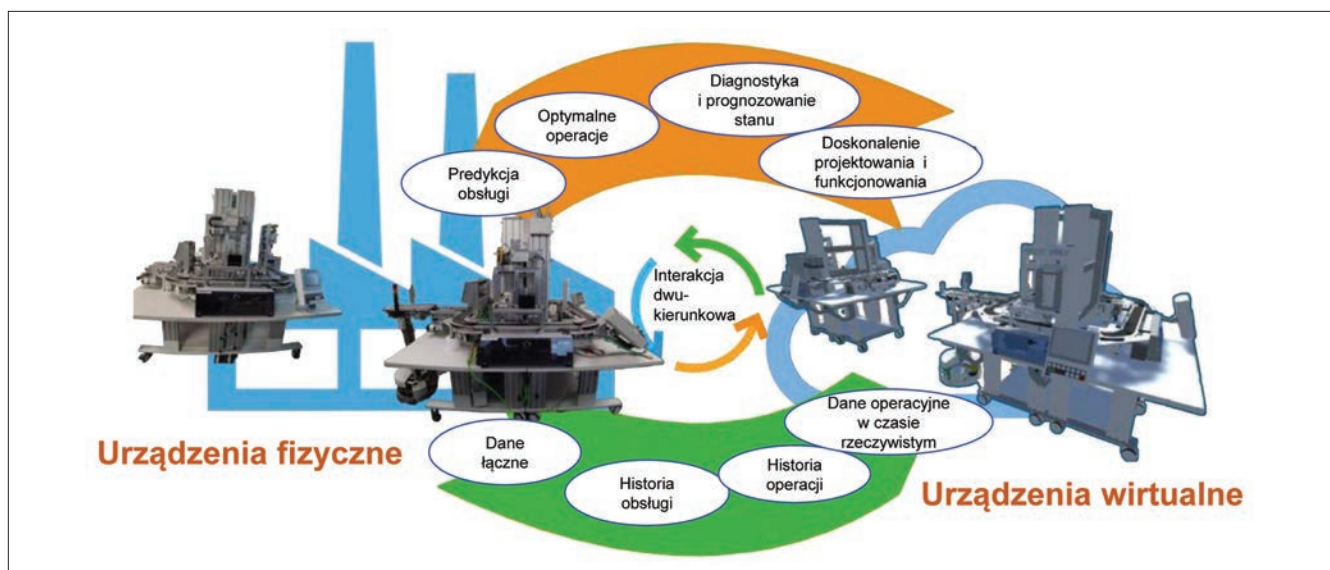 Diagnostyka
i prognozowanie
stanu
Optymalne
operacje
Doskonalenie
projektowania i
funkcjonowania
Predykcja
obsługi
Interakcja
dwu-
kierunkowa
Urządzenia fizyczne
Dane
łączne
Historia
obsługi
Historia
operacji
Dane operacyjne
w czasie
rzeczywistym
Urządzenia wirtualne